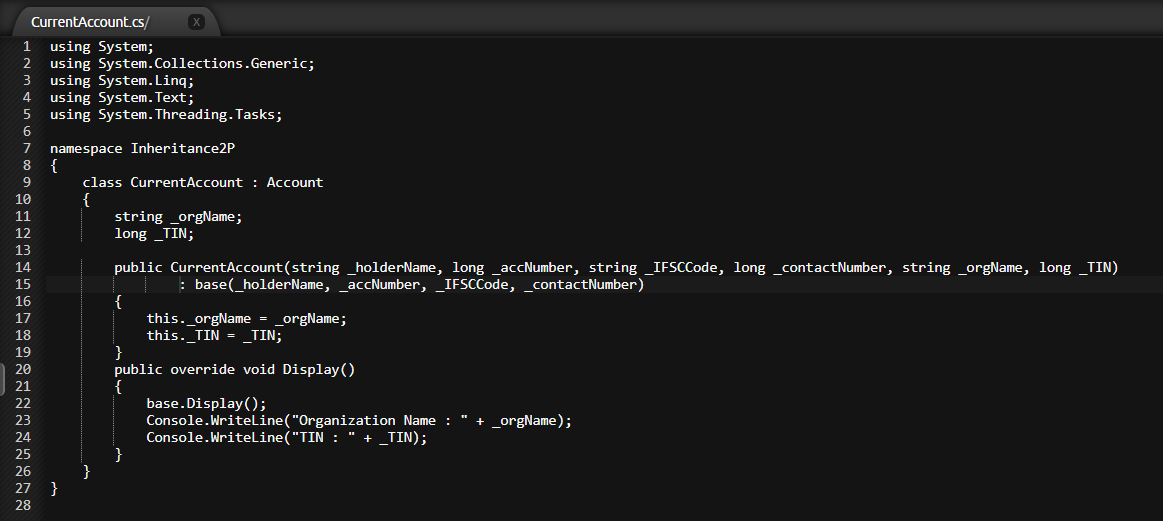 CurrentAccount.cs/ X
1 using System;
2 using System.Collections.Generic;
3 using System.Linq;
4 using System.Text;
5 using System.Threading.Tasks;
6
7 namespace Inheritance2P
8 {
9     class CurrentAccount : Account
10     {
11         string _orgName;
12         long _TIN;
13
14         public CurrentAccount(string _holderName, long _accNumber, string _IFSCCode, long _contactNumber, string _orgName, long _TIN)
15                 : base(_holderName, _accNumber, _IFSCCode, _contactNumber)
16         {
17             this._orgName = _orgName;
18             this._TIN = _TIN;
19         }
20         public override void Display()
21         {
22             base.Display();
23             Console.WriteLine("Organization Name : " + _orgName);
24             Console.WriteLine("TIN : " + _TIN);
25         }
26     }
27 }
28